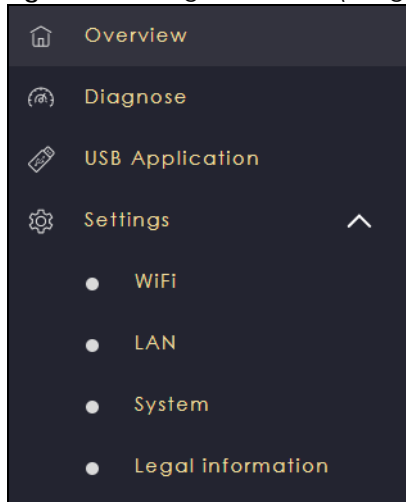 Overview
Diagnose
USB Application
Settings
WiFi
LAN
System
Legal information